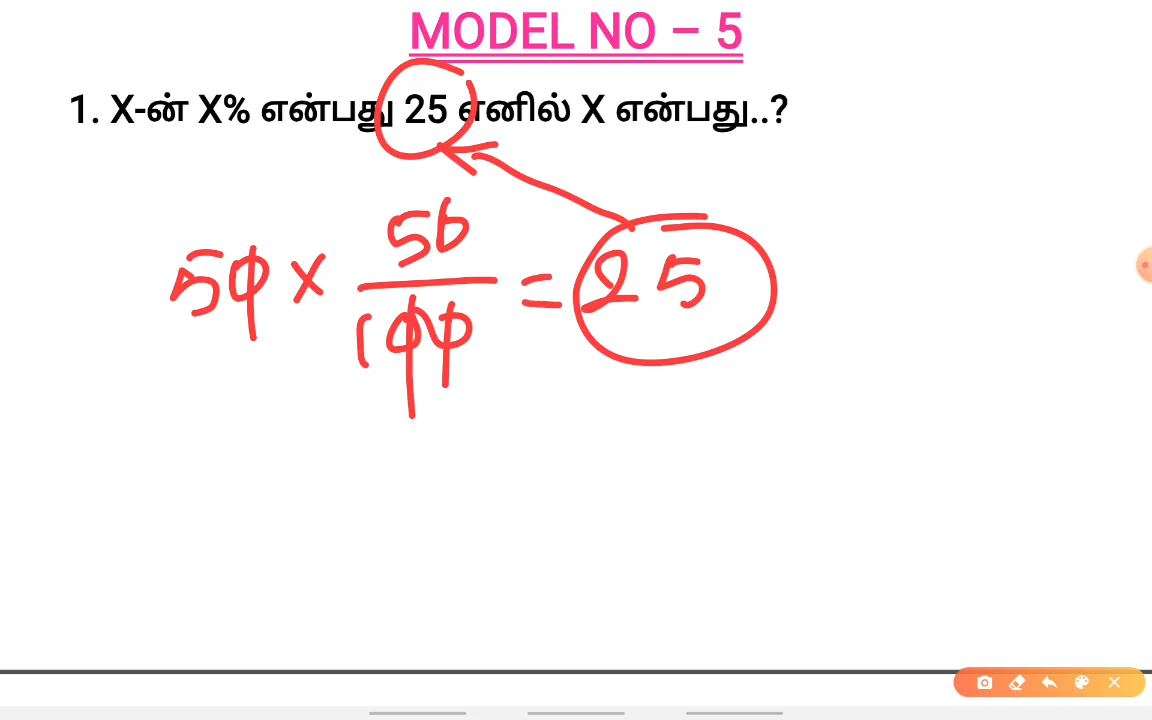 MODEL NO – 5
1. X-ன் X% என்பது 25 எனில் X என்பது..?
50 x 50/100 = 25